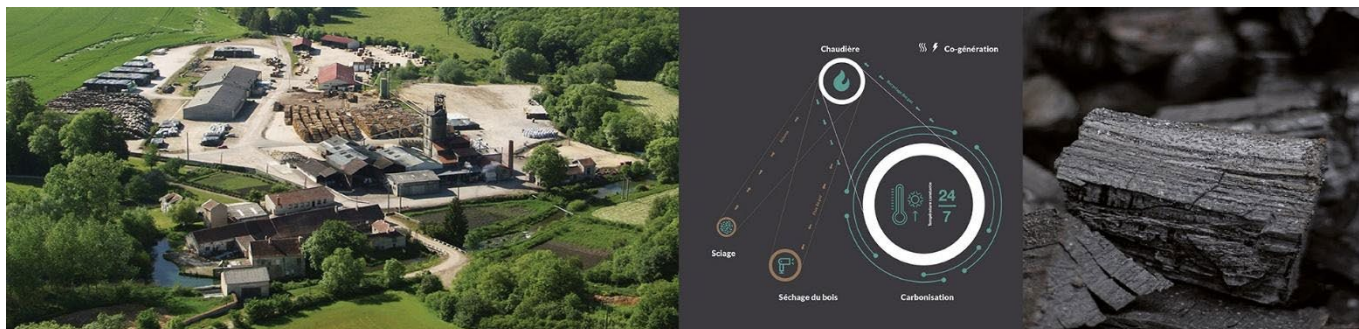 Chaudière
Co-génération
24
7
Sciage
Séchage du bois
Carbonisation